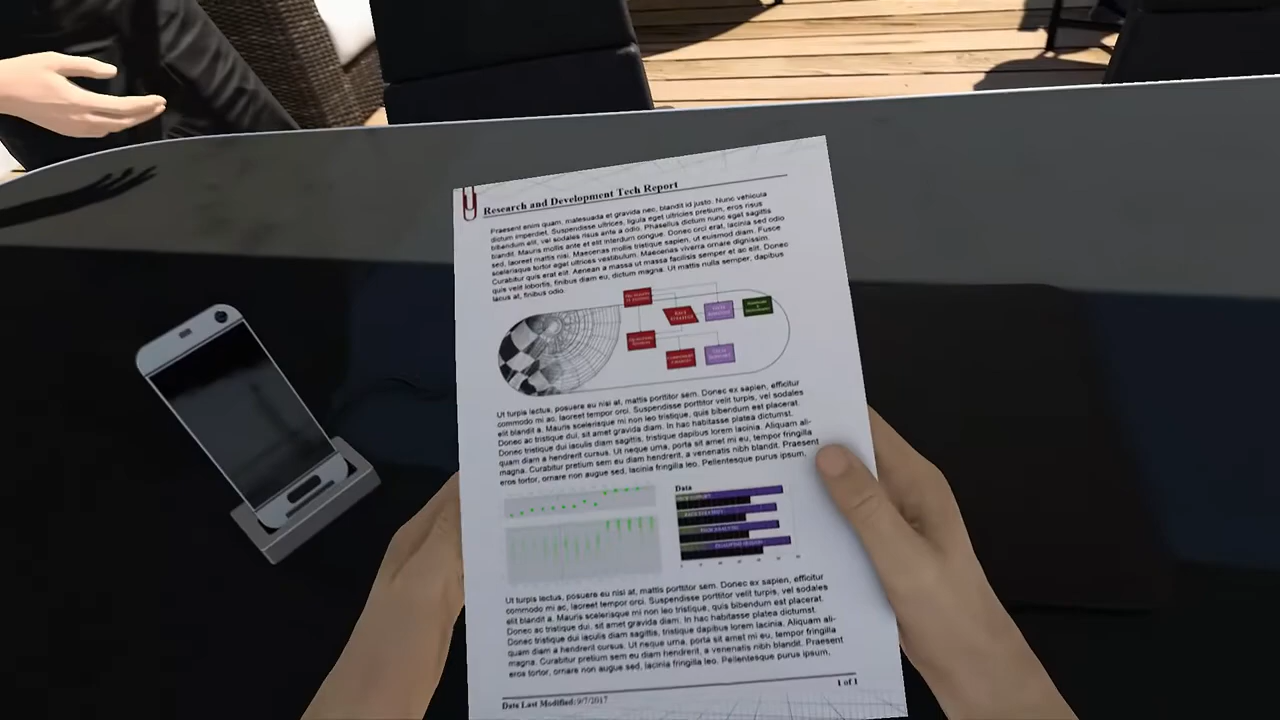 Research and Development Tech Report
Praesent enim quam, malesuada et gravida nec, blandit id justo. Nunc vehicula
dictum imperdiet. Suspendisse ultrices, ligula eget ultricies pretium, eros risus
bibendum elit, vel sodales risus ante a odio. Phasellus dictum nunc eget sagittis
blandit. Mauris mollis ante et elit interdum congue. Donec orci erat, lacinia sed odio
sed, laoreet mattis nisi. Maecenas mollis tristique sapien, ut euismod diam. Fusce
scelerisque tortor eget ultrices vestibulum. Maecenas viverra ornare dignissim.
Curabitur quis erat elit. Aenean a massa ut massa facilisis semper et ac elit. Donec
quis velit lobortis, finibus diam eu, dictum magna. Ut mattis nulla semper, dapibus
lacus at, finibus odio.
Ut turpis lectus, posuere eu nisi at, mattis porttitor sem. Donec ex sapien, efficitur
commodo mi ac, laoreet tempor orci. Suspendisse porttitor velit turpis, vel sodales
elit blandit a. Mauris scelerisque mi non leo tristique, quis bibendum est placerat.
Donec ac tristique dui, sit amet gravida diam. In hac habitasse platea dictumst.
Donec tristique dui iaculis diam sagittis, tristique dapibus lorem lacinia. Aliquam ali-
quam diam a hendrerit cursus. Ut neque urna, porta sit amet mi eu, tempor fringilla
magna. Curabitur pretium sem eu diam hendrerit, a venenatis nibh blandit. Praesent
eros tortor, ornare non augue sed, lacinia fringilla leo. Pellentesque purus ipsum,
Data
Ut turpis lectus, posuere eu nisi at, mattis porttitor sem. Donec ex sapien, efficitur
commodo mi ac, laoreet tempor orci. Suspendisse porttitor velit turpis, vel sodales
elit blandit a. Mauris scelerisque mi non leo tristique, quis bibendum est placerat.
Donec ac tristique dui, sit amet gravida diam. In hac habitasse platea dictumst.
Donec tristique dui iaculis diam sagittis, tristique dapibus lorem lacinia. Aliquam ali-
quam diam a hendrerit cursus. Ut neque urna, porta sit amet mi eu, tempor fringilla
magna. Curabitur pretium sem eu diam hendrerit, a venenatis nibh blandit. Praesent
eros tortor, ornare non augue sed, lacinia fringilla leo. Pellentesque purus ipsum,
1 of 1
Date Last Modified: 9/7/2017